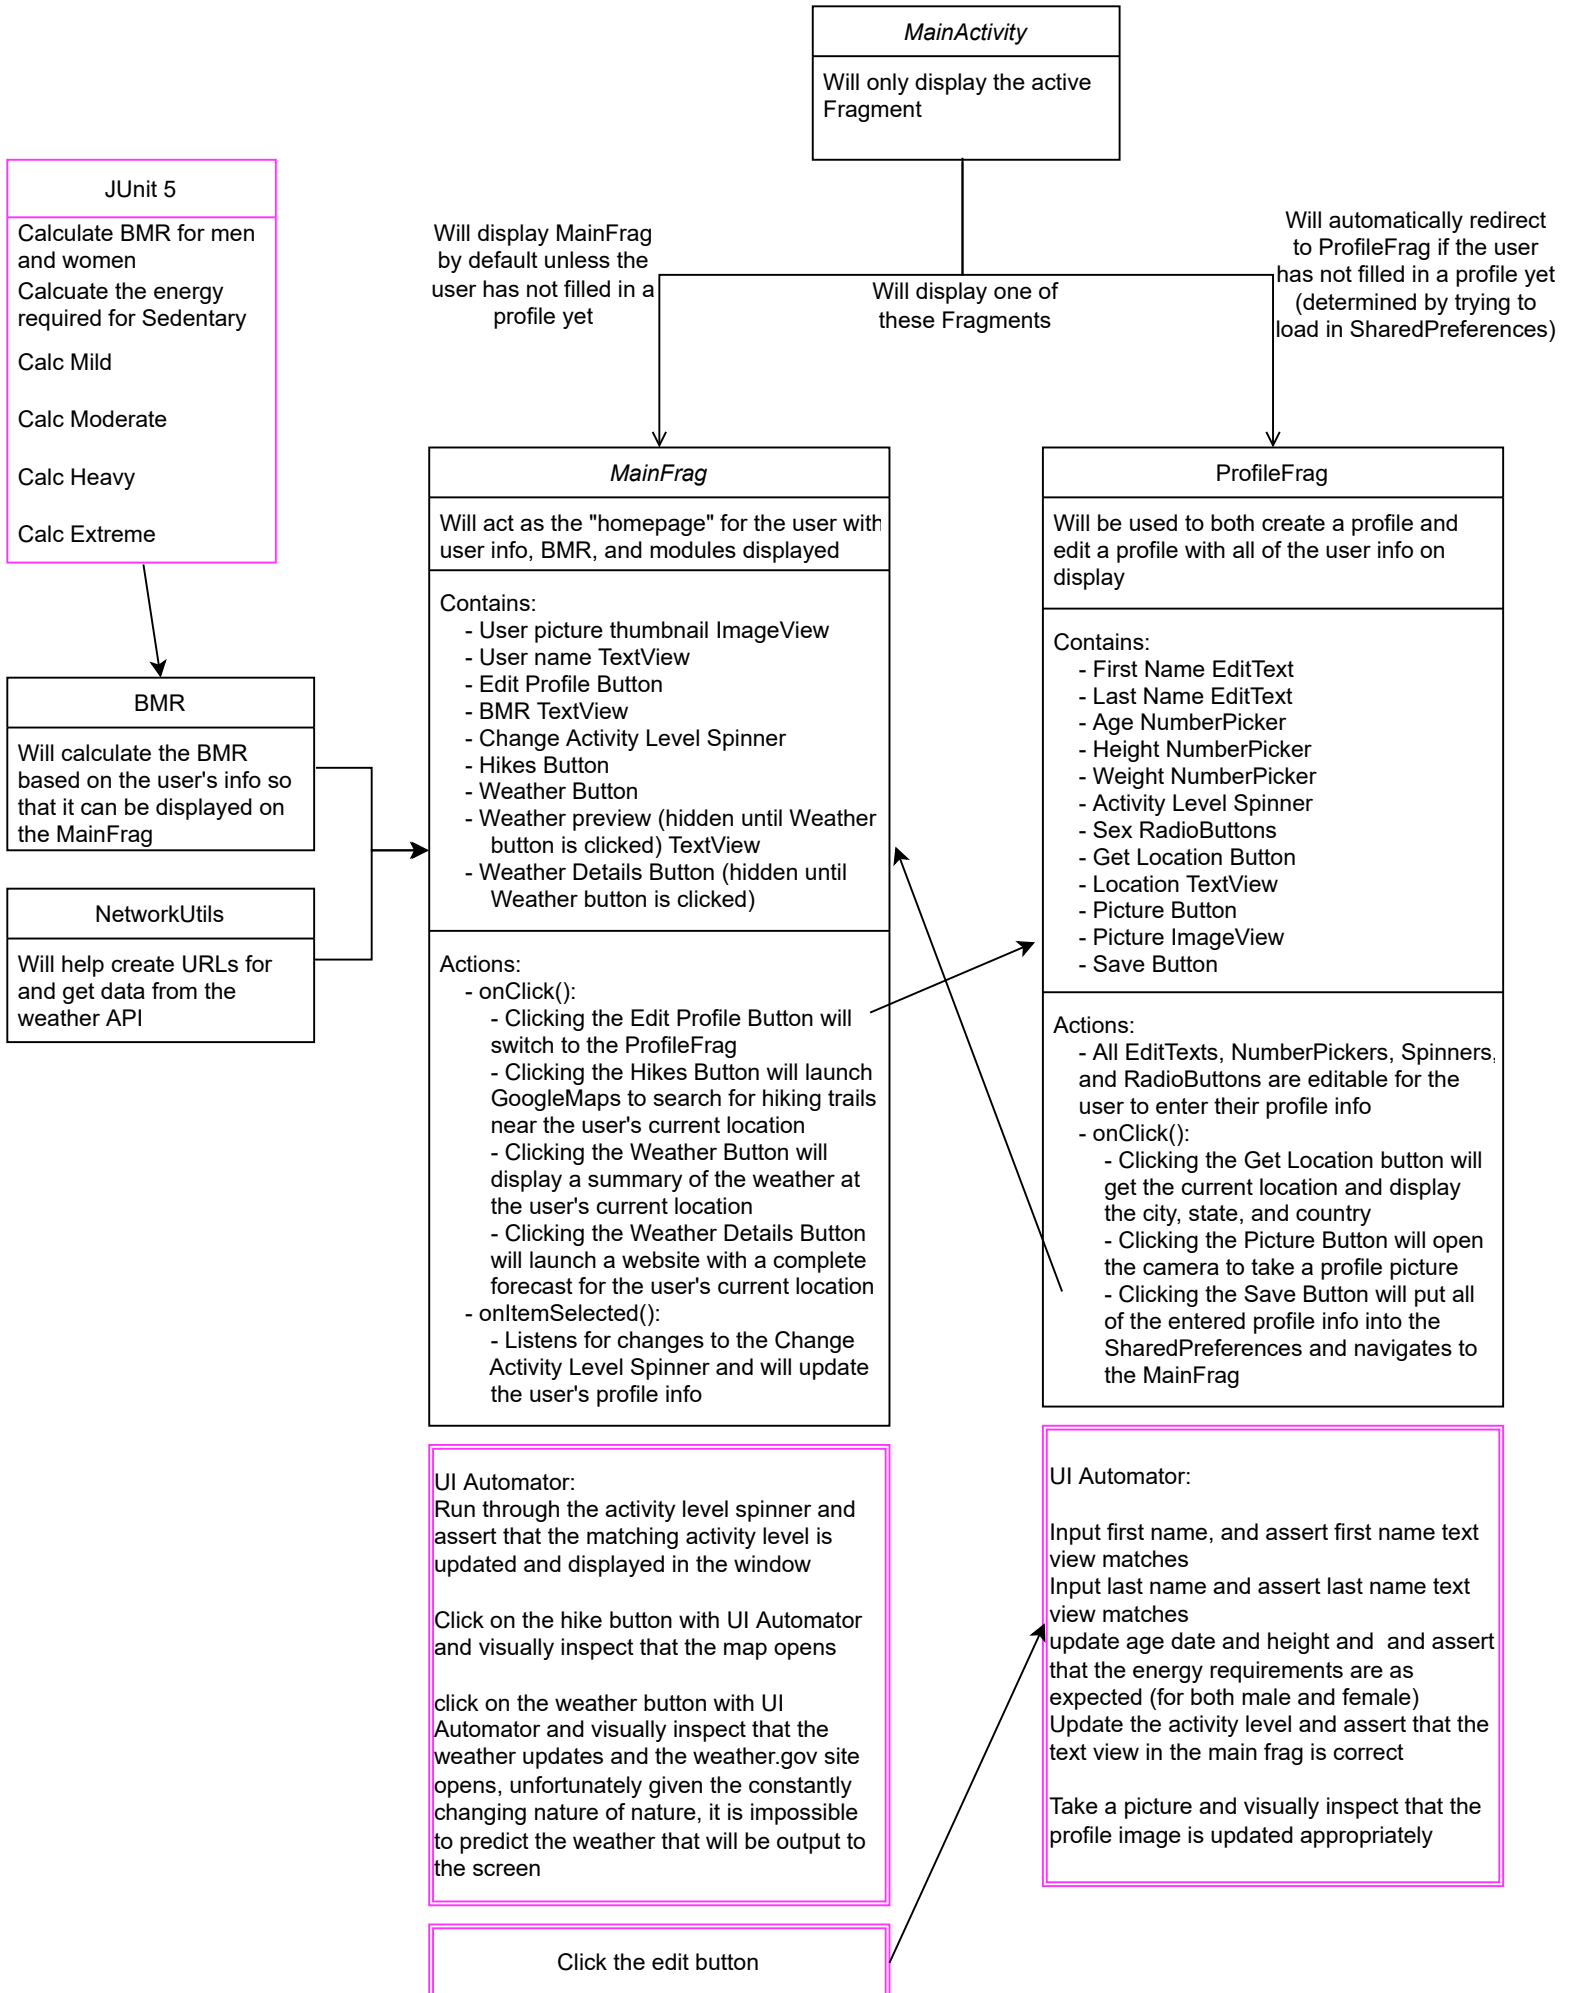 MainActivity
Will only display the active
Fragment
JUnit 5
Calculate BMR for men
and women
Calcuate the energy
required for Sedentary
Calc Mild
Calc Moderate
Calc Heavy
Calc Extreme
Will display MainFrag
by default unless the
user has not filled in a
profile yet
Will display one of
these Fragments
Will automatically redirect
to ProfileFrag if the user
has not filled in a profile yet
(determined by trying to
load in SharedPreferences)
BMR
Will calculate the BMR
based on the user's info so
that it can be displayed on
the MainFrag
NetworkUtils
Will help create URLs for
and get data from the
weather API
MainFrag
Will act as the "homepage" for the user with
user info, BMR, and modules displayed
Contains:
- User picture thumbnail ImageView
- User name TextView
- Edit Profile Button
- BMR TextView
- Change Activity Level Spinner
- Hikes Button
- Weather Button
- Weather preview (hidden until Weather
button is clicked) TextView
- Weather Details Button (hidden until
Weather button is clicked)
Actions:
- onClick():
- Clicking the Edit Profile Button will
switch to the ProfileFrag
- Clicking the Hikes Button will launch
GoogleMaps to search for hiking trails
near the user's current location
- Clicking the Weather Button will
display a summary of the weather at
the user's current location
- Clicking the Weather Details Button
will launch a website with a complete
forecast for the user's current location
- onItemSelected():
- Listens for changes to the Change
Activity Level Spinner and will update
the user's profile info
ProfileFrag
Will be used to both create a profile and
edit a profile with all of the user info on
display
Contains:
- First Name EditText
- Last Name EditText
- Age NumberPicker
- Height NumberPicker
- Weight NumberPicker
- Activity Level Spinner
- Sex RadioButtons
- Get Location Button
- Location TextView
- Picture Button
- Picture ImageView
- Save Button
Actions:
- All EditTexts, NumberPickers, Spinners,
and RadioButtons are editable for the
user to enter their profile info
- onClick():
- Clicking the Get Location button will
get the current location and display
the city, state, and country
- Clicking the Picture Button will open
the camera to take a profile picture
- Clicking the Save Button will put all
of the entered profile info into the
SharedPreferences and navigates to
the MainFrag
UI Automator:
Run through the activity level spinner and
assert that the matching activity level is
updated and displayed in the window
Click on the hike button with UI Automator
and visually inspect that the map opens
click on the weather button with UI
Automator and visually inspect that the
weather updates and the weather.gov site
opens, unfortunately given the constantly
changing nature of nature, it is impossible
to predict the weather that will be output to
the screen
UI Automator:
Input first name, and assert first name text
view matches
Input last name and assert last name text
view matches
update age date and height and  and assert
that the energy requirements are as
expected (for both male and female)
Update the activity level and assert that the
text view in the main frag is correct
Take a picture and visually inspect that the
profile image is updated appropriately
Click the edit button